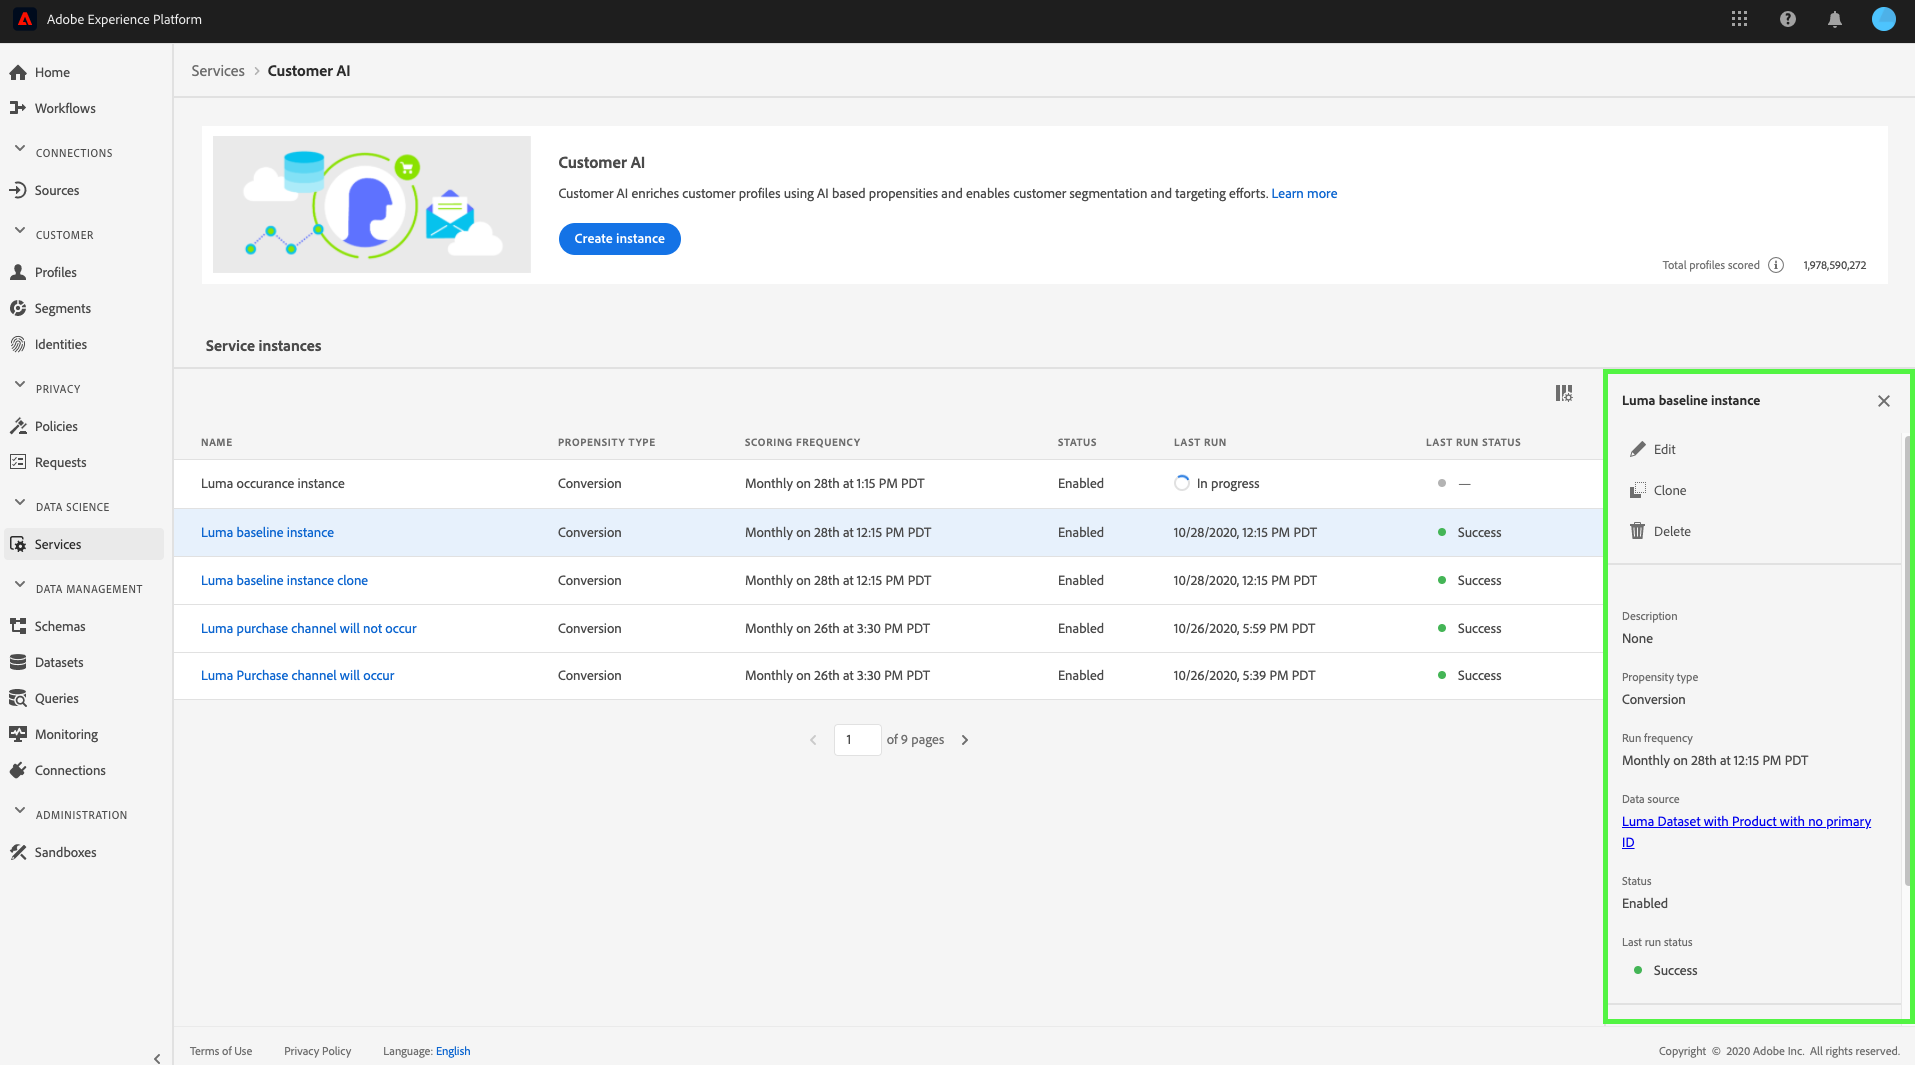 Adobe Experience Platform
Home
Workflows
CONNECTIONS
Sources
CUSTOMER
Profiles
Segments
Identities
PRIVACY
Policies
Requests
DATA SCIENCE
Services
DATA MANAGEMENT
Schemas
Datasets
Queries
Monitoring
Connections
ADMINISTRATION
Sandboxes
Services > Customer AI
Customer AI
Customer AI enriches customer profiles using AI based propensities and enables customer segmentation and targeting efforts. Learn more
Create instance
Total profiles scored 1,978,590,272
Service instances
NAME PROPENSITY TYPE SCORING FREQUENCY STATUS LAST RUN LAST RUN STATUS
Luma occurance instance Conversion Monthly on 28th at 1:15 PM PDT Enabled In progress —
Luma baseline instance Conversion Monthly on 28th at 12:15 PM PDT Enabled 10/28/2020, 12:15 PM PDT Success
Luma baseline instance clone Conversion Monthly on 28th at 12:15 PM PDT Enabled 10/28/2020, 12:15 PM PDT Success
Luma purchase channel will not occur Conversion Monthly on 26th at 3:30 PM PDT Enabled 10/26/2020, 5:59 PM PDT Success
Luma Purchase channel will occur Conversion Monthly on 26th at 3:30 PM PDT Enabled 10/26/2020, 5:39 PM PDT Success
1 of 9 pages
Luma baseline instance
Edit
Clone
Delete
Description
None
Propensity type
Conversion
Run frequency
Monthly on 28th at 12:15 PM PDT
Data source
Luma Dataset with Product with no primary
ID
Status
Enabled
Last run status
Success
Terms of Use Privacy Policy Language: English
Copyright © 2020 Adobe Inc. All rights reserved.